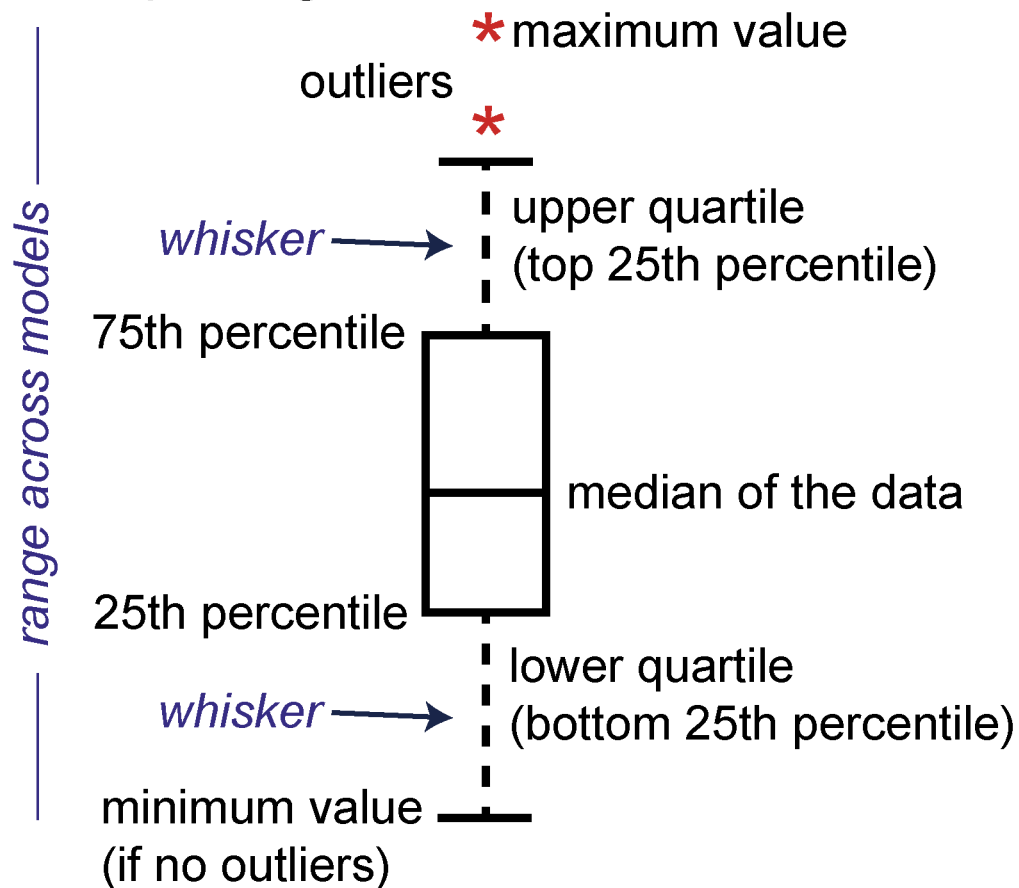 maximum value
outliers
upper quartile
(top 25th percentile)
whisker
75th percentile
range across models
median of the data
25th percentile
lower quartile
(bottom 25th percentile)
whisker
minimum value
(if no outliers)